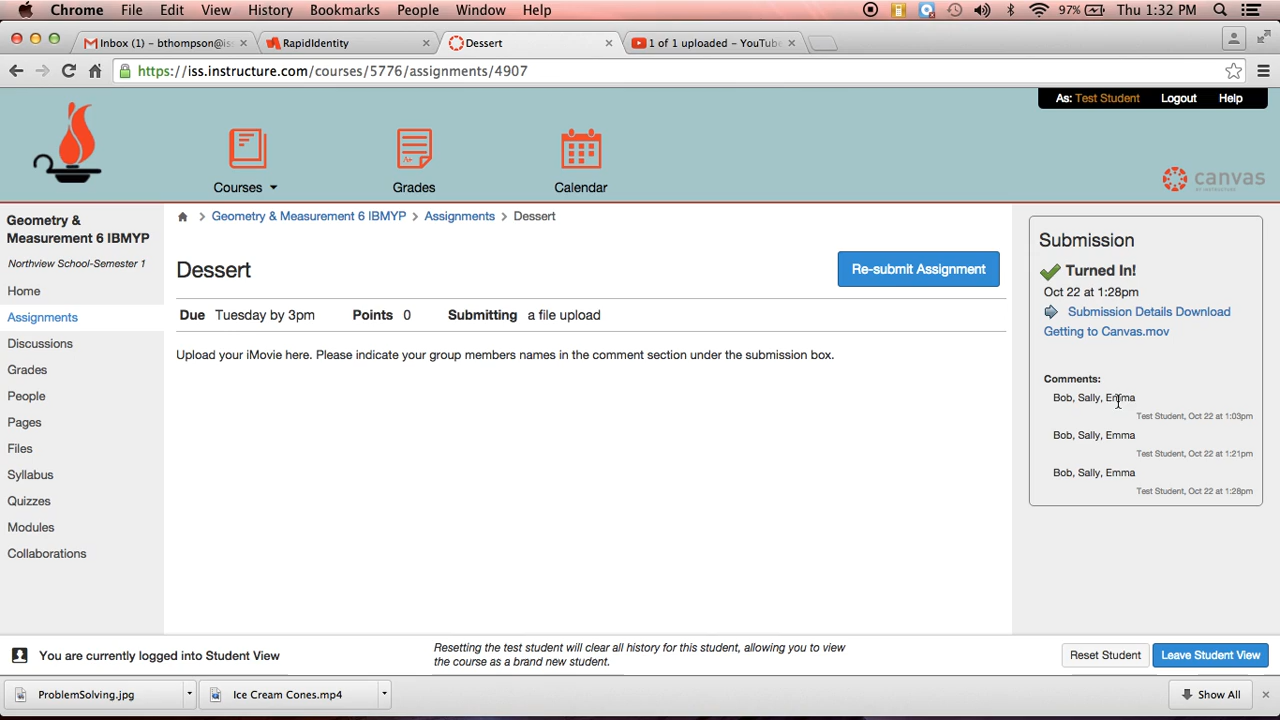 Chrome File Edit View History Bookmarks People Window Help 97% Thu 1:32 PM
Inbox (1) – bthompson@iss
RapidIdentity
Dessert
1 of 1 uploaded – YouTube
https://iss.instructure.com/courses/5776/assignments/4907
As: Test Student Logout Help
Courses Grades Calendar
canvas
BY INSTRUCTURE
Geometry &
Measurement 6 IBMYP
Northview School-Semester 1
Home
Assignments
Discussions
Grades
People
Pages
Files
Syllabus
Quizzes
Modules
Collaborations
> Geometry & Measurement 6 IBMYP > Assignments > Dessert
Dessert
Re-submit Assignment
Due Tuesday by 3pm Points 0 Submitting a file upload
Upload your iMovie here. Please indicate your group members names in the comment section under the submission box.
Submission
Turned In!
Oct 22 at 1:28pm
Submission Details Download
Getting to Canvas.mov
Comments:
Bob, Sally, Emma
Test Student, Oct 22 at 1:03pm
Bob, Sally, Emma
Test Student, Oct 22 at 1:21pm
Bob, Sally, Emma
Test Student, Oct 22 at 1:28pm
You are currently logged into Student View
Resetting the test student will clear all history for this student, allowing you to view
the course as a brand new student.
Reset Student
Leave Student View
ProblemSolving.jpg
Ice Cream Cones.mp4
Show All